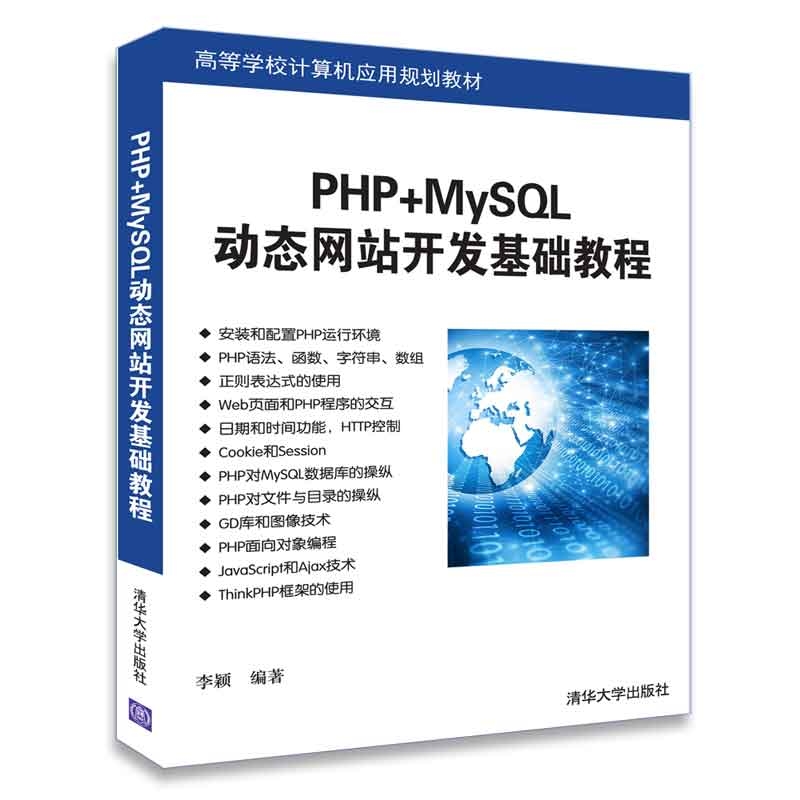 高等学校计算机应用规划教材
PHP+MySQL
动态网站开发基础教程
◆ 安装和配置PHP运行环境
◆ PHP语法、函数、字符串、数组
◆ 正则表达式的使用
◆ Web页面和PHP程序的交互
◆ 日期和时间功能，HTTP控制
◆ Cookie和Session
◆ PHP对MySQL数据库的操纵
◆ PHP对文件与目录的操纵
◆ GD库和图像技术
◆ PHP面向对象编程
◆ JavaScript和Ajax技术
◆ ThinkPHP框架的使用
李颖 编著
清华大学出版社
PHP+MySQL动态网站开发基础教程
清华大学出版社